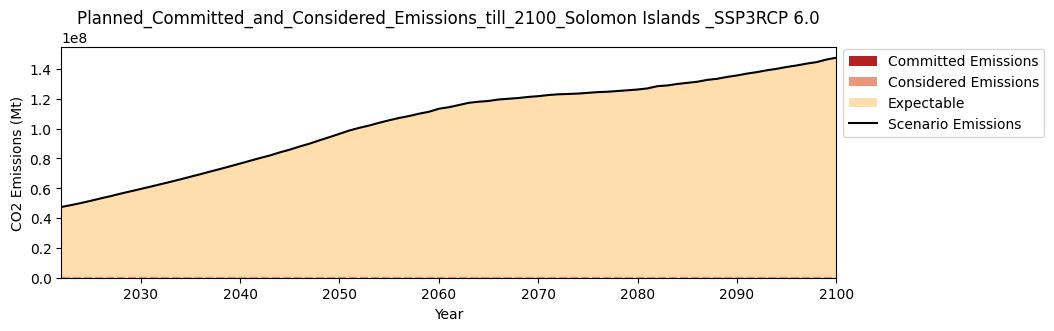 Planned_Committed_and_Considered_Emissions_till_2100_Solomon Islands _SSP3RCP 6.0
1e8
1.4
1.2
1.0
0.8
0.6
0.4
0.2
0.0
CO2 Emissions (Mt)
2030 2040 2050 2060 2070 2080 2090 2100
Year
Committed Emissions
Considered Emissions
Expectable
Scenario Emissions